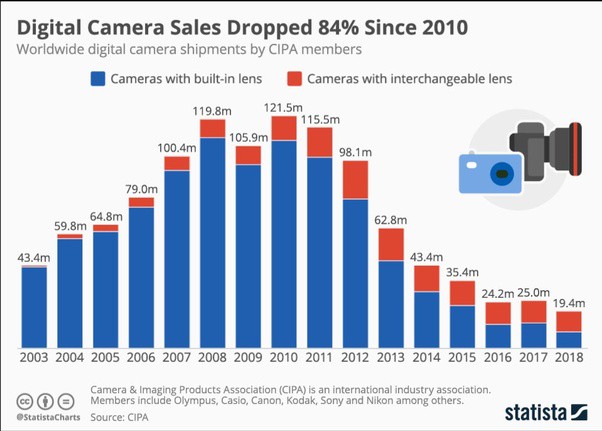 Digital Camera Sales Dropped 84% Since 2010
Worldwide digital camera shipments by CIPA members
Cameras with built-in lens Cameras with interchangeable lens
121.5m
119.8m
115.5m
105.9m
100.4m
98.1m
79.0m
64.8m
62.8m
59.8m
43.4m
43.4m
35.4m
24.2m 25.0m
19.4m
2003 2004 2005 2006 2007 2008 2009 2010 2011 2012 2013 2014 2015 2016 2017 2018
Camera & Imaging Products Association (CIPA) is an international industry association.
Members include Olympus, Casio, Canon, Kodak, Sony and Nikon among others.
@StatistaCharts Source: CIPA
cc
statista